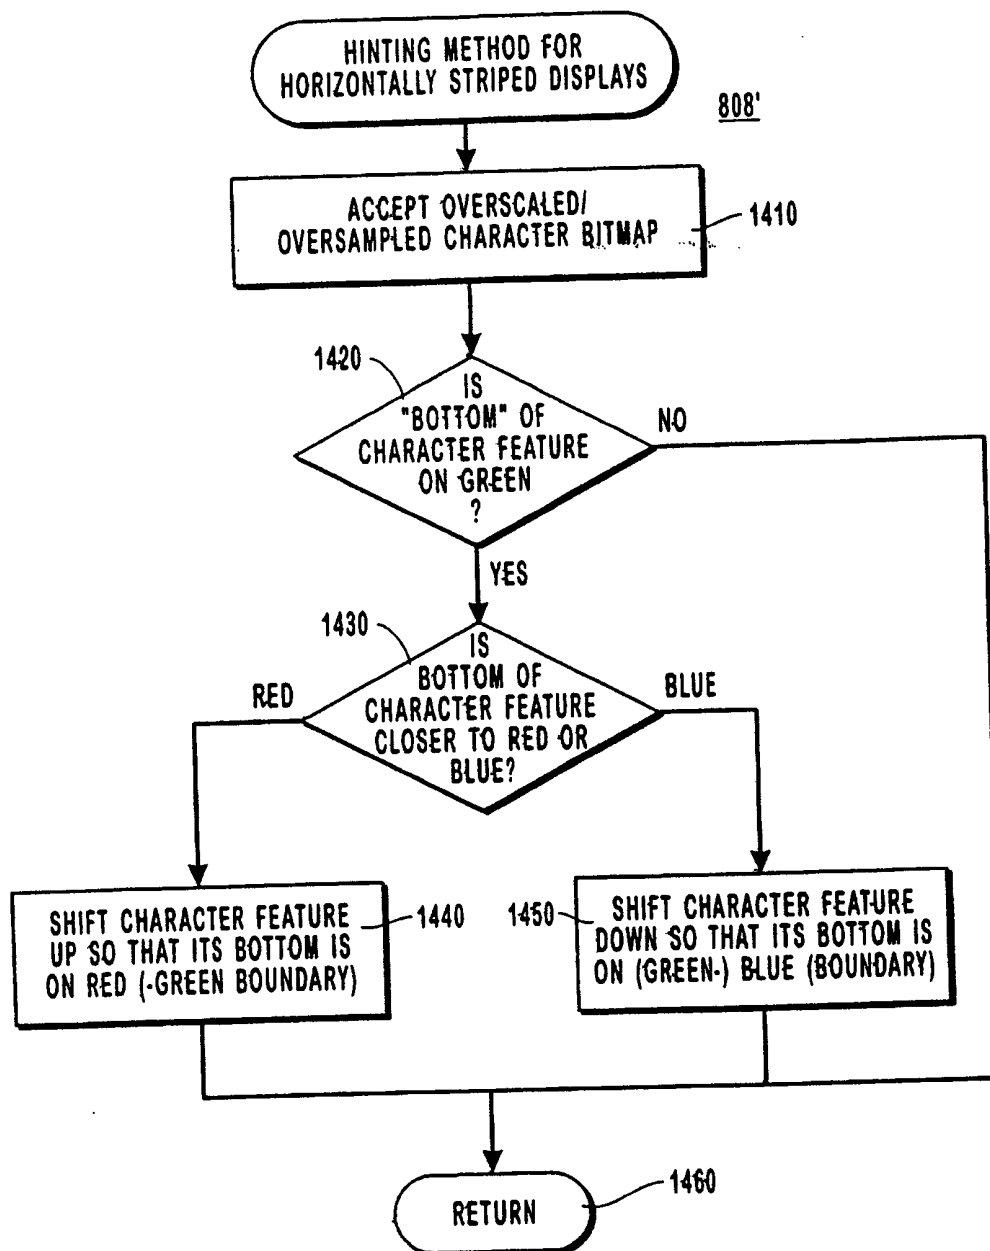 HINTING METHOD FOR
HORIZONTALLY STRIPED DISPLAYS
808'
ACCEPT OVERSCALED/
OVERSAMPLED CHARACTER BITMAP
1410
1420
IS
"BOTTOM" OF
CHARACTER FEATURE
ON GREEN
?
NO
YES
1430
IS
BOTTOM OF
CHARACTER FEATURE
CLOSER TO RED OR
BLUE?
RED
BLUE
SHIFT CHARACTER FEATURE
UP SO THAT ITS BOTTOM IS
ON RED (-GREEN BOUNDARY)
1440
1450
SHIFT CHARACTER FEATURE
DOWN SO THAT ITS BOTTOM IS
ON (GREEN-) BLUE (BOUNDARY)
RETURN
1460